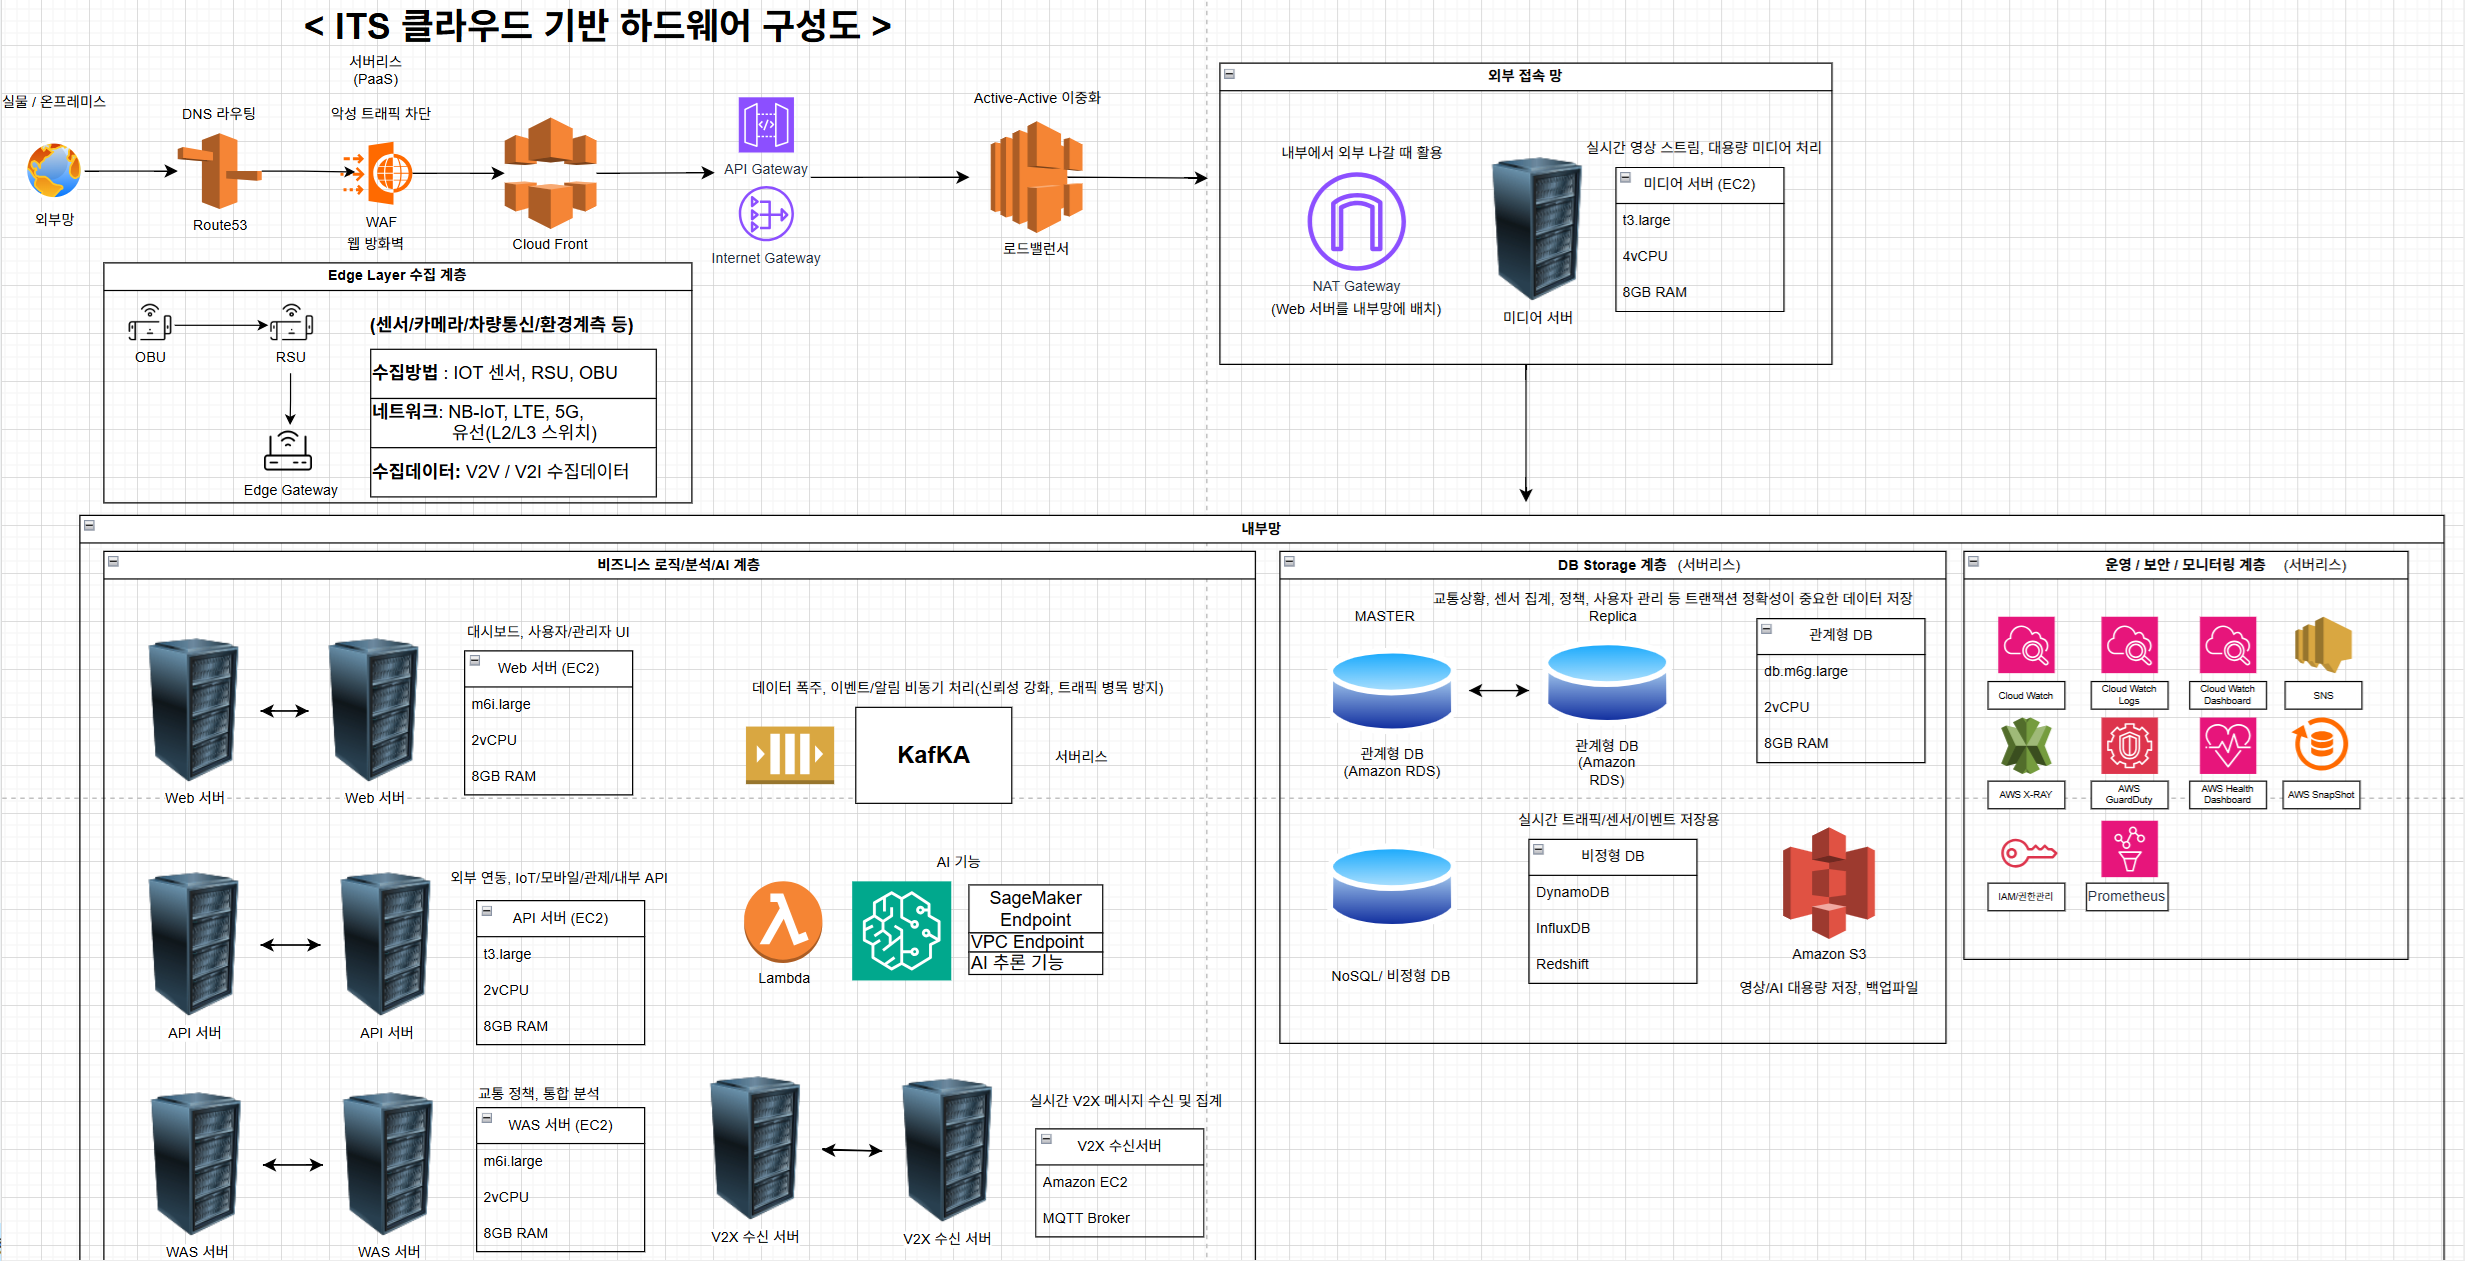 < ITS 클라우드 기반 하드웨어 구성도 >
서버리스
(PaaS)
실물 / 온프레미스
DNS 라우팅
악성 트래픽 차단
Active-Active 이중화
외부망
Route53
WAF
웹 방화벽
Cloud Front
API Gateway
Internet Gateway
로드밸런서
외부 접속 망
내부에서 외부 나갈 때 활용
NAT Gateway
(Web 서버를 내부망에 배치)
실시간 영상 스트림, 대용량 미디어 처리
미디어 서버
미디어 서버 (EC2)
t3.large
4vCPU
8GB RAM
Edge Layer 수집 계층
OBU
RSU
Edge Gateway
(센서/카메라/차량통신/환경계측 등)
수집방법 : IOT 센서, RSU, OBU
네트워크: NB-IoT, LTE, 5G,
유선(L2/L3 스위치)
수집데이터: V2V / V2I 수집데이터
내부망
비즈니스 로직/분석/AI 계층
대시보드, 사용자/관리자 UI
Web 서버
Web 서버
Web 서버 (EC2)
m6i.large
2vCPU
8GB RAM
데이터 폭주, 이벤트/알림 비동기 처리(신뢰성 강화, 트래픽 병목 방지)
KafKA
서버리스
외부 연동, IoT/모바일/관제/내부 API
API 서버
API 서버
API 서버 (EC2)
t3.large
2vCPU
8GB RAM
AI 기능
Lambda
SageMaker
Endpoint
VPC Endpoint
AI 추론 기능
교통 정책, 통합 분석
WAS 서버
WAS 서버
WAS 서버 (EC2)
m6i.large
2vCPU
8GB RAM
V2X 수신 서버
V2X 수신 서버
실시간 V2X 메시지 수신 및 집계
V2X 수신서버
Amazon EC2
MQTT Broker
DB Storage 계층 (서버리스)
교통상황, 센서 집계, 정책, 사용자 관리 등 트랜잭션 정확성이 중요한 데이터 저장
MASTER
Replica
관계형 DB
(Amazon RDS)
관계형 DB
(Amazon
RDS)
관계형 DB
db.m6g.large
2vCPU
8GB RAM
실시간 트래픽/센서/이벤트 저장용
NoSQL/ 비정형 DB
비정형 DB
DynamoDB
InfluxDB
Redshift
Amazon S3
영상/AI 대용량 저장, 백업파일
운영 / 보안 / 모니터링 계층 (서버리스)
Cloud Watch
Cloud Watch
Logs
Cloud Watch
Dashboard
SNS
AWS X-RAY
AWS
GuardDuty
AWS Health
Dashboard
AWS SnapShot
IAM/권한관리
Prometheus